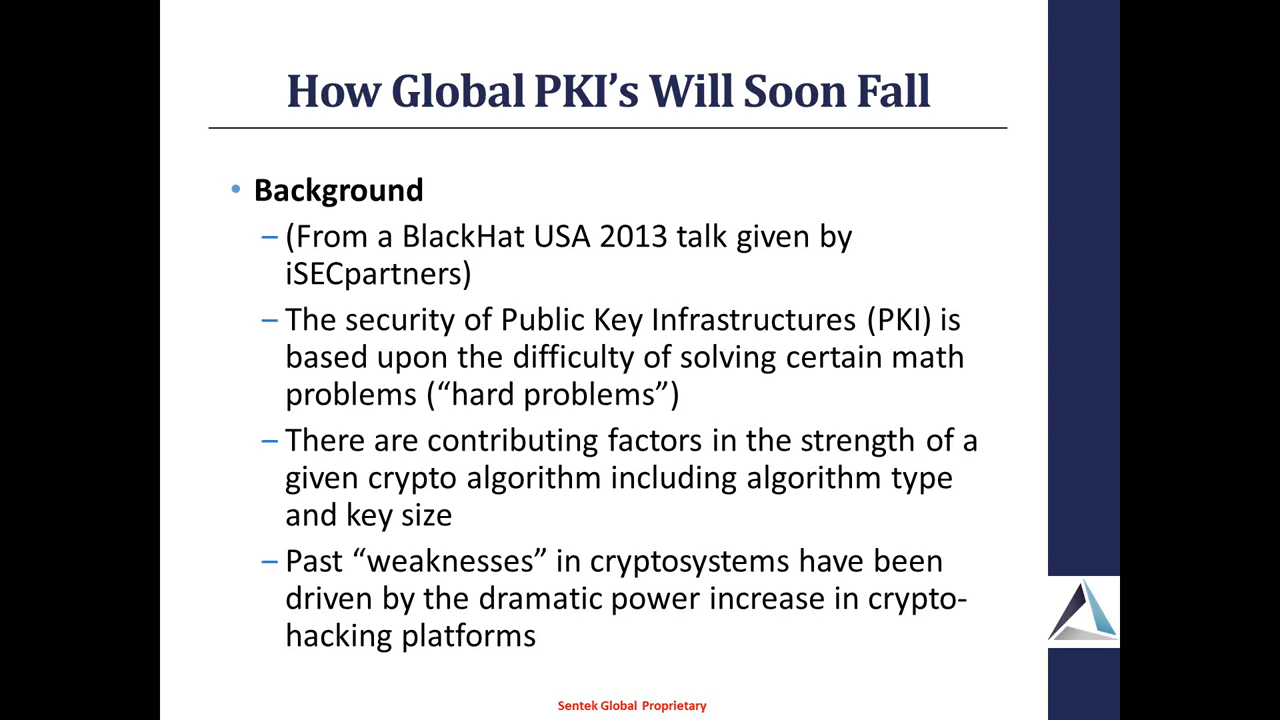 How Global PKI’s Will Soon Fall
• Background
– (From a BlackHat USA 2013 talk given by
iSECpartners)
– The security of Public Key Infrastructures (PKI) is
based upon the difficulty of solving certain math
problems (“hard problems”)
– There are contributing factors in the strength of a
given crypto algorithm including algorithm type
and key size
– Past “weaknesses” in cryptosystems have been
driven by the dramatic power increase in crypto-
hacking platforms
Sentek Global Proprietary